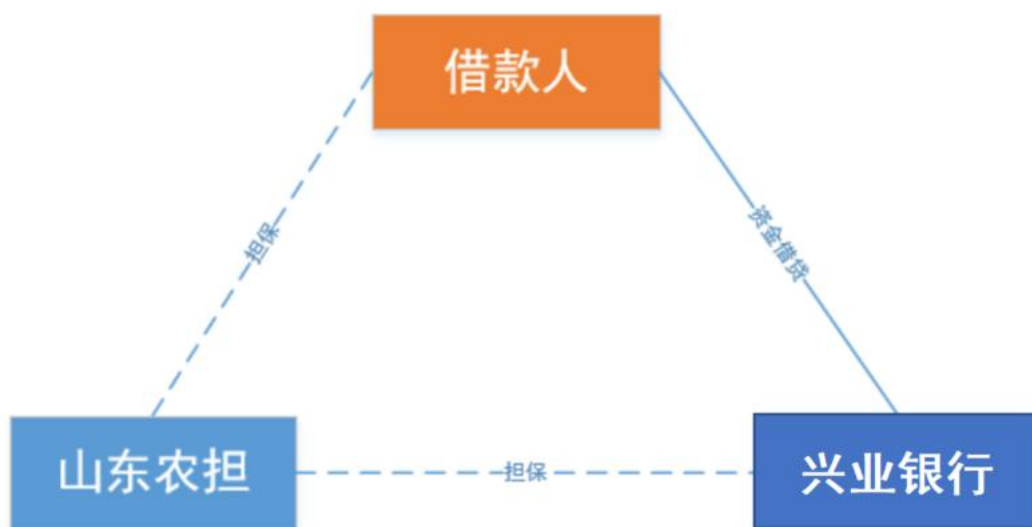 借款人
担保
资金借贷
山东农担
担保
兴业银行